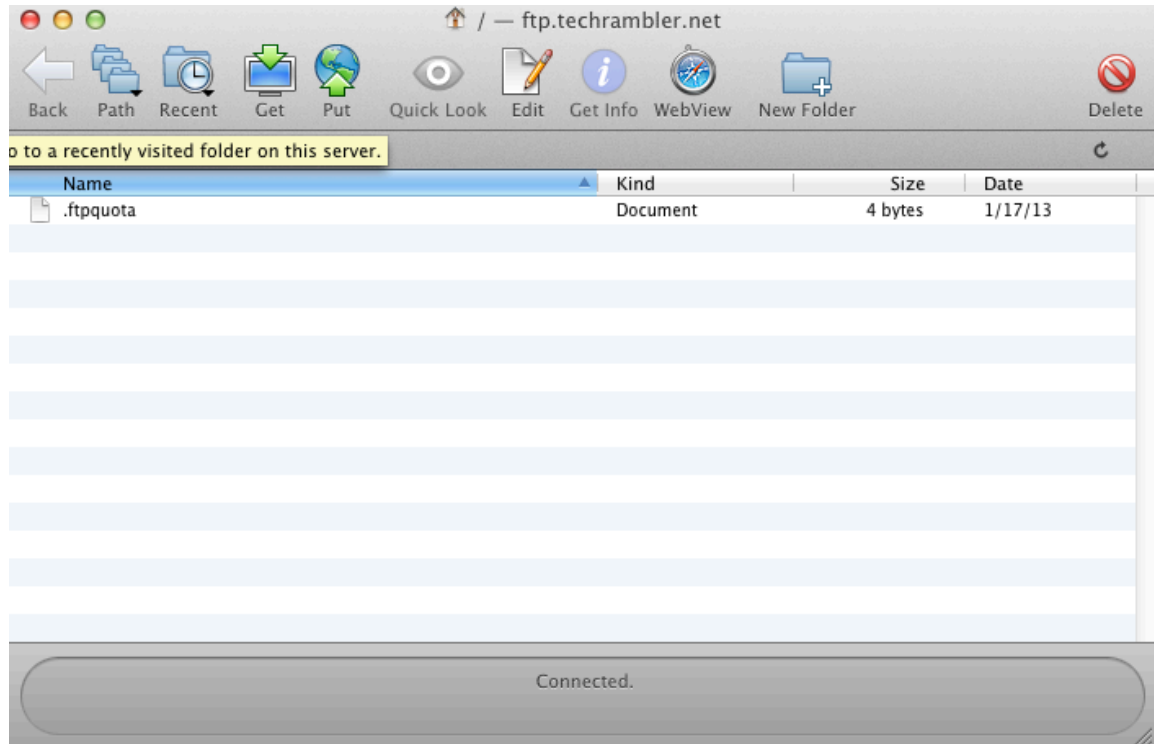 / — ftp.techrambler.net
Back Path Recent Get Put Quick Look Edit Get Info WebView New Folder Delete
o to a recently visited folder on this server.
Name Kind Size Date
.ftpquota Document 4 bytes 1/17/13
Connected.